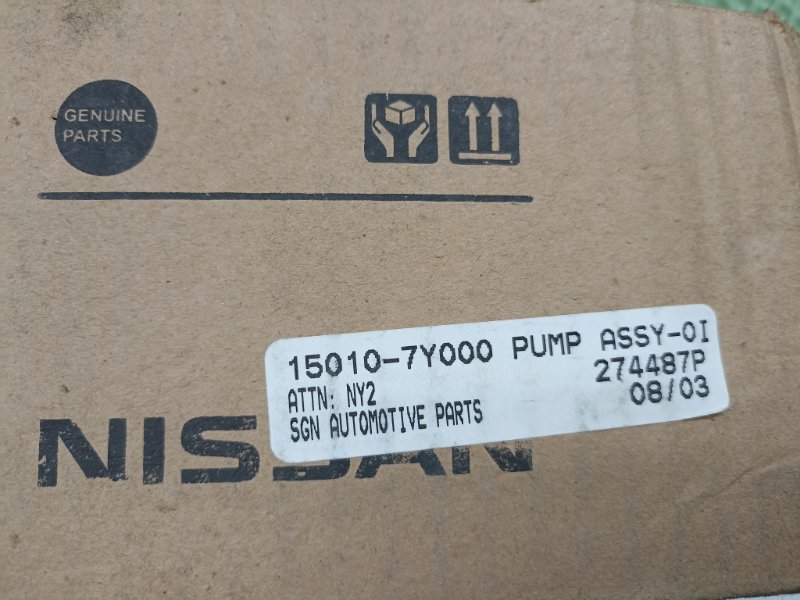 GENUINE
PARTS
15010-7Y000 PUMP ASSY-OI
274487P
ATTN: NY2
08/03
SGN AUTOMOTIVE PARTS
NISSAN